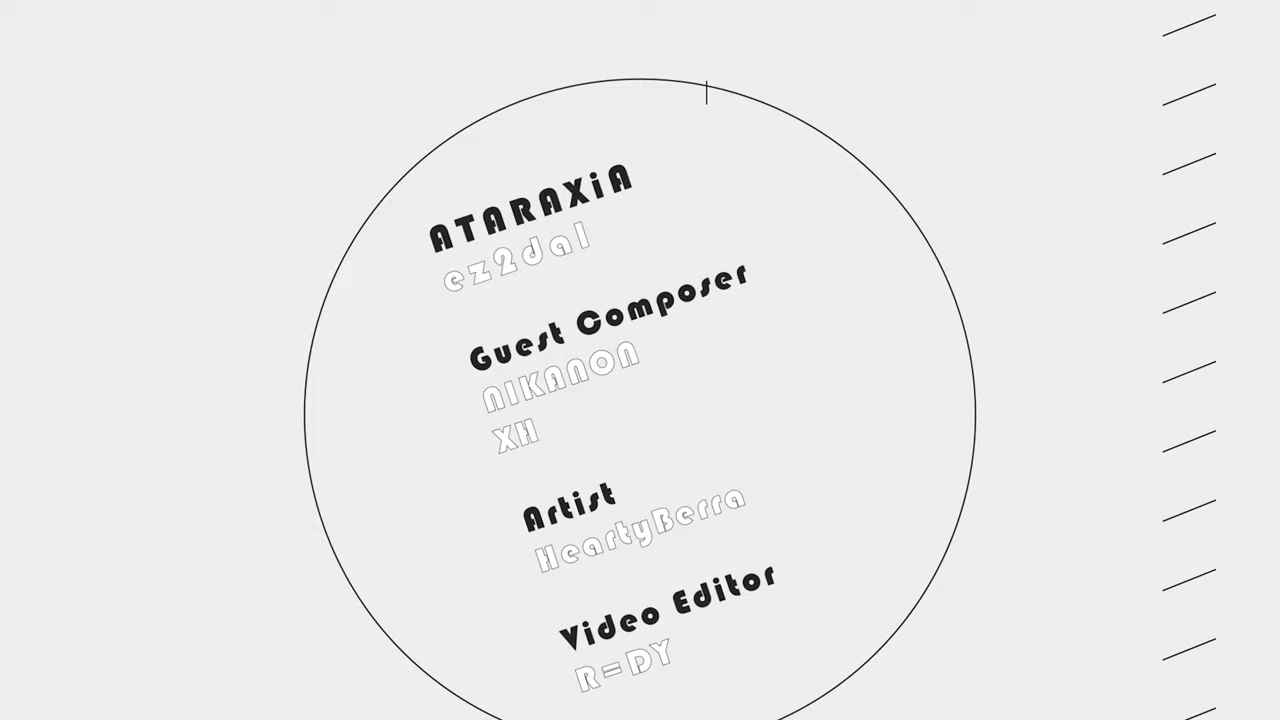 ATARAXiA
ez2dal
Guest Composer
NIKANON
XH
Artist
HeartyBerra
Video Editor
R=DY